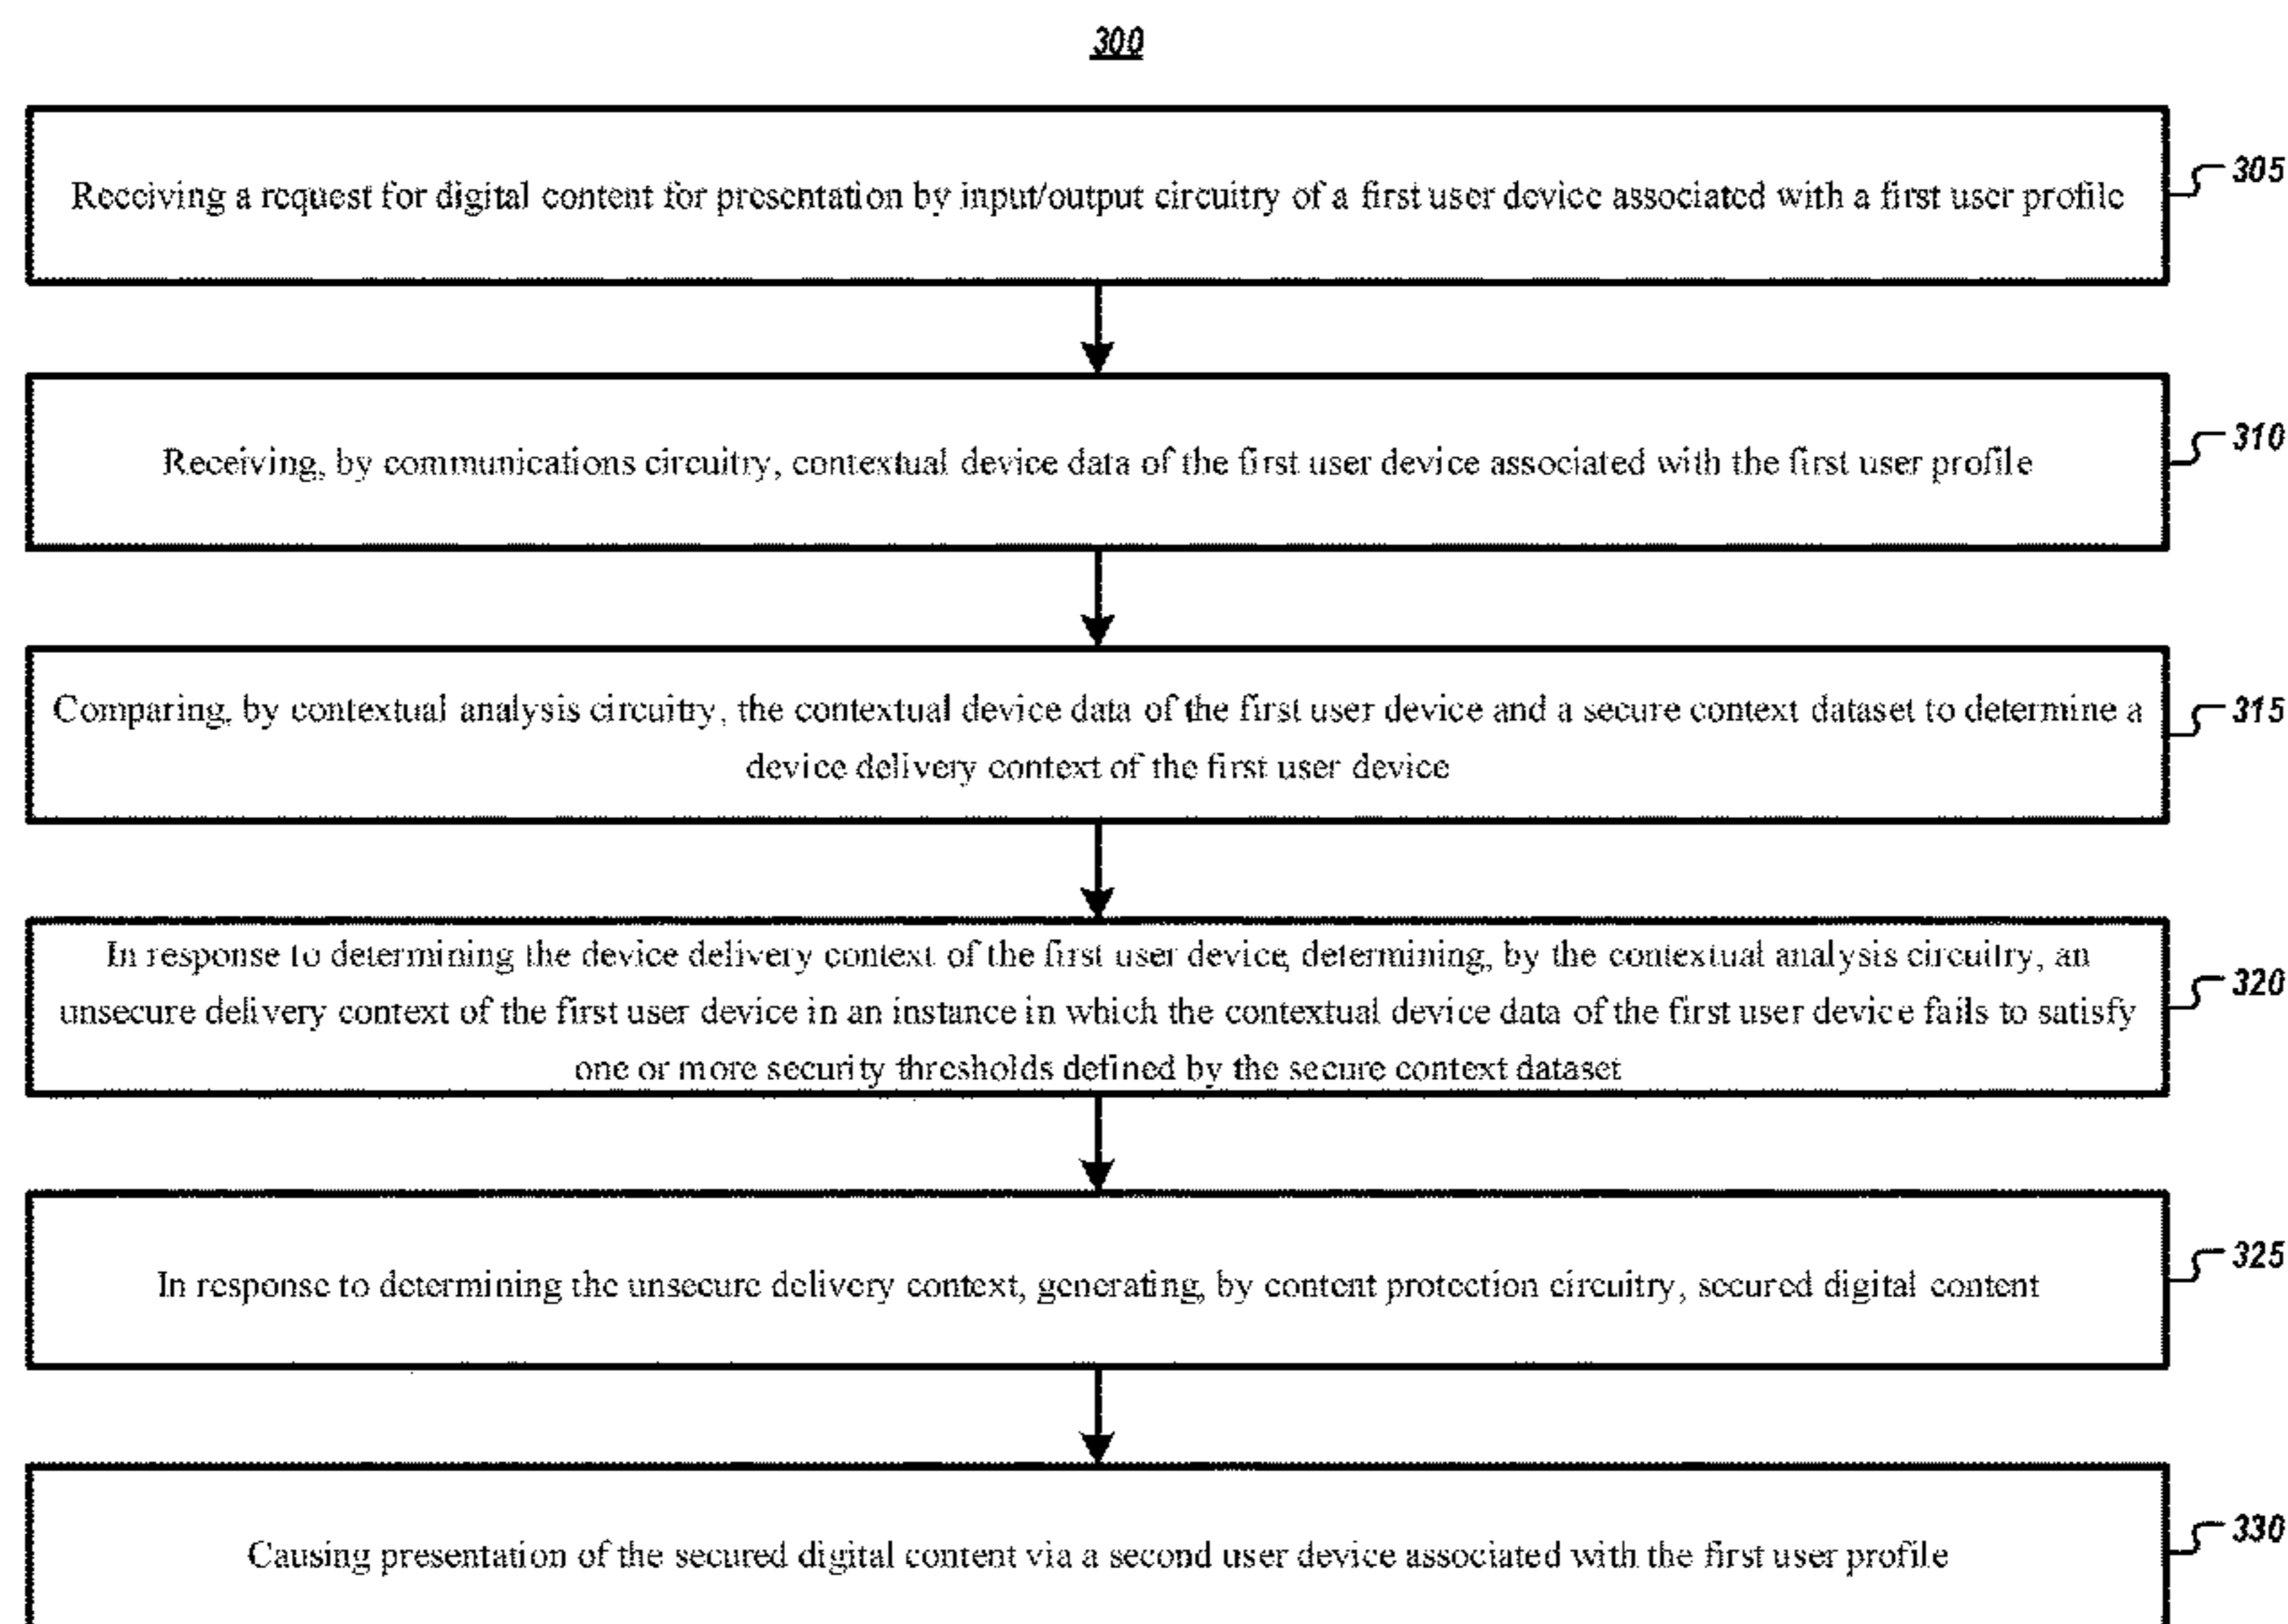 300
Receiving a request for digital content for presentation by input/output circuitry of a first user device associated with a first user profile
305
Receiving, by communications circuitry, contextual device data of the first user device associated with the first user profile
310
Comparing, by contextual analysis circuitry, the contextual device data of the first user device and a secure context dataset to determine a
device delivery context of the first user device
315
In response to determining the device delivery context of the first user device, determining, by the contextual analysis circuitry, an
unsecure delivery context of the first user device in an instance in which the contextual device data of the first user device fails to satisfy
one or more security thresholds defined by the secure context dataset
320
In response to determining the unsecure delivery context, generating, by content protection circuitry, secured digital content
325
Causing presentation of the secured digital content via a second user device associated with the first user profile
330